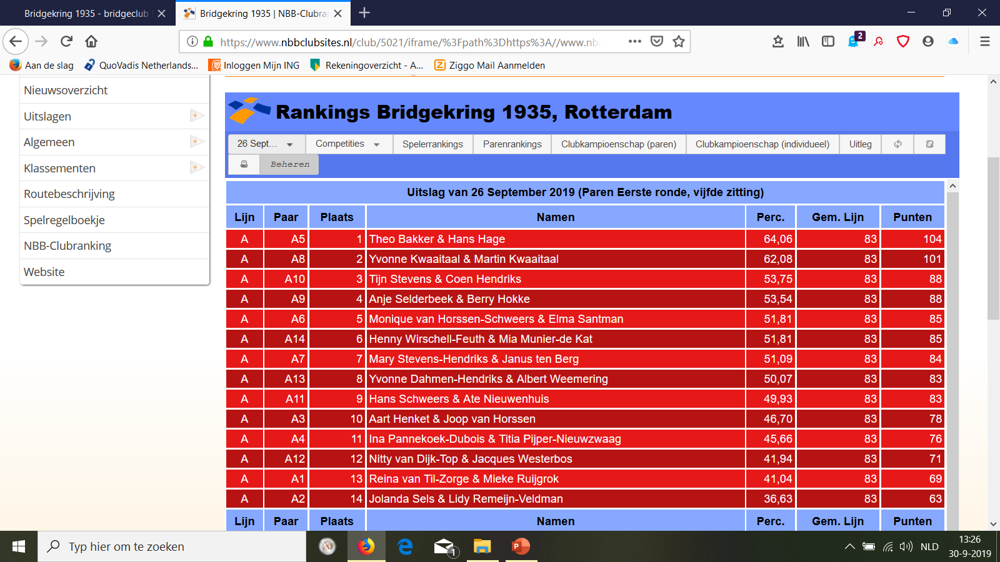 Bridgekring 1935 - bridgeclub
Bridgekring 1935 | NBB-Clubra
https://www.nbbclubsites.nl/club/5021/iframe/%3Fpath%3Dhttps%3A//www.nb
2
Aan de slag QuoVadis Netherlands... Inloggen Mijn ING Rekeningoverzicht - A... Ziggo Mail Aanmelden
Nieuwsoverzicht
Uitslagen
Algemeen
Klassementen
Routebeschrijving
Spelregelboekje
NBB-Clubranking
Website
Rankings Bridgekring 1935, Rotterdam
26 Sept... Competities Spelerrankings Parenrankings Clubkampioenschap (paren) Clubkampioenschap (individueel) Uitleg
Beheren
Uitslag van 26 September 2019 (Paren Eerste ronde, vijfde zitting)
Lijn Paar Plaats Namen Perc. Gem. Lijn Punten
A A5 1 Theo Bakker & Hans Hage 64,06 83 104
A A8 2 Yvonne Kwaaitaal & Martin Kwaaitaal 62,08 83 101
A A10 3 Tijn Stevens & Coen Hendriks 53,75 83 88
A A9 4 Anje Selderbeek & Berry Hokke 53,54 83 88
A A6 5 Monique van Horssen-Schweers & Elma Santman 51,81 83 85
A A14 6 Henny Wirschell-Feuth & Mia Munier-de Kat 51,81 83 85
A A7 7 Mary Stevens-Hendriks & Janus ten Berg 51,09 83 84
A A13 8 Yvonne Dahmen-Hendriks & Albert Weemering 50,07 83 83
A A11 9 Hans Schweers & Ate Nieuwenhuis 49,93 83 83
A A3 10 Aart Henket & Joop van Horssen 46,70 83 78
A A4 11 Ina Pannekoek-Dubois & Titia Pijper-Nieuwzwaag 45,66 83 76
A A12 12 Nitty van Dijk-Top & Jacques Westerbos 41,94 83 71
A A1 13 Reina van Til-Zorge & Mieke Ruijgrok 41,04 83 69
A A2 14 Jolanda Sels & Lidy Remeijn-Veldman 36,63 83 63
Lijn Paar Plaats Namen Perc. Gem. Lijn Punten
Typ hier om te zoeken
1
NLD
13:26
30-9-2019